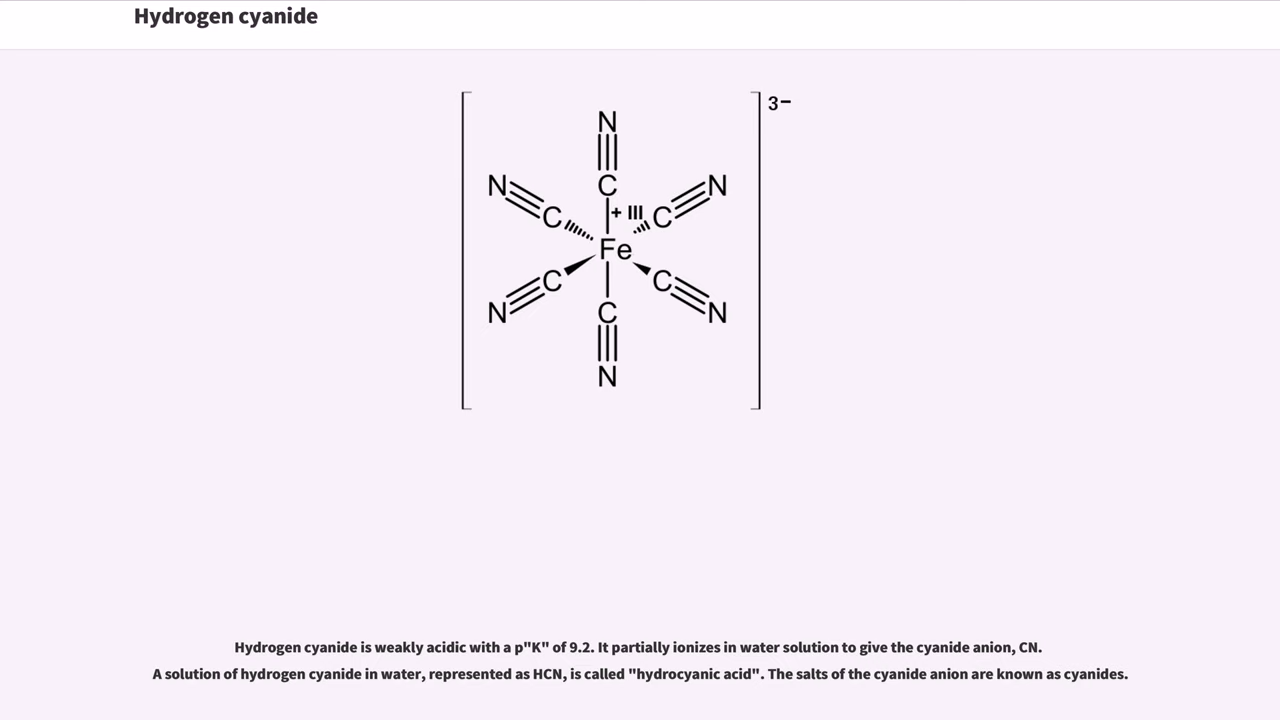 Hydrogen cyanide
3−
N
N N
C
C + III C
Fe
C C
N C N
N
Hydrogen cyanide is weakly acidic with a p"K" of 9.2. It partially ionizes in water solution to give the cyanide anion, CN.
A solution of hydrogen cyanide in water, represented as HCN, is called "hydrocyanic acid". The salts of the cyanide anion are known as cyanides.